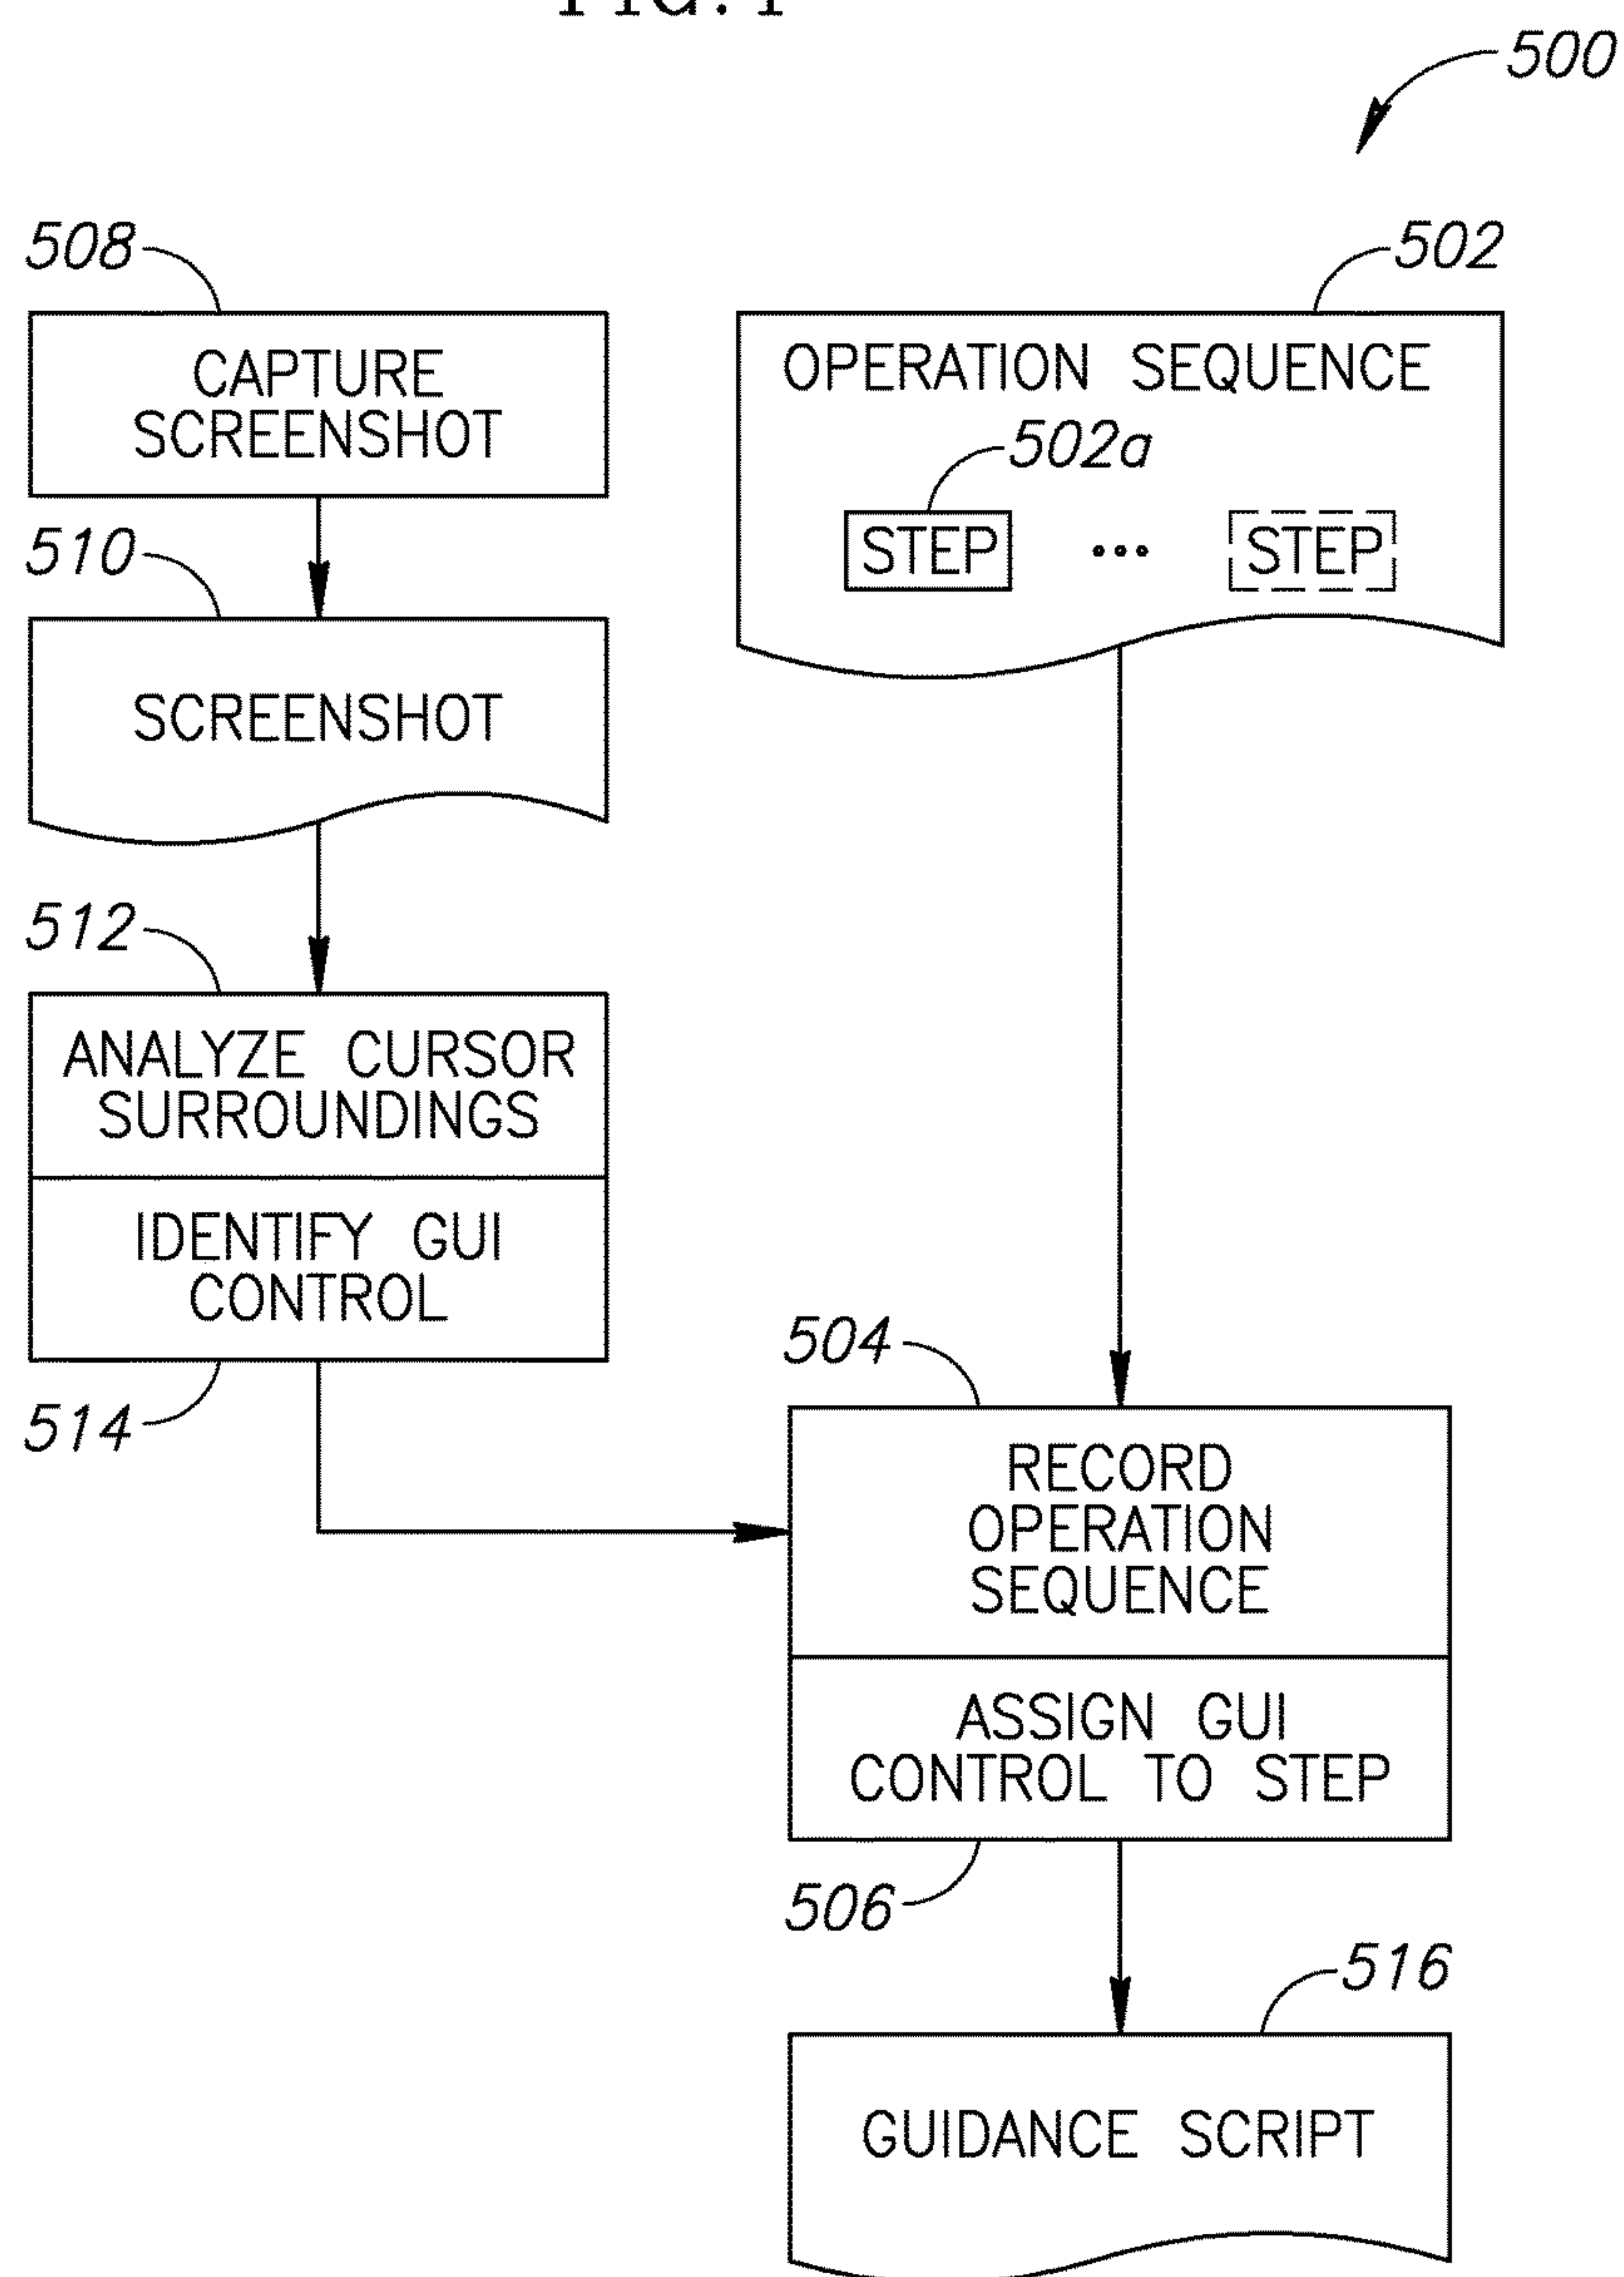 500
508
CAPTURE
SCREENSHOT
510
SCREENSHOT
512
ANALYZE CURSOR
SURROUNDINGS
IDENTIFY GUI
CONTROL
514
502
OPERATION SEQUENCE
502a
STEP ... STEP
504
RECORD
OPERATION
SEQUENCE
ASSIGN GUI
CONTROL TO STEP
506
516
GUIDANCE SCRIPT